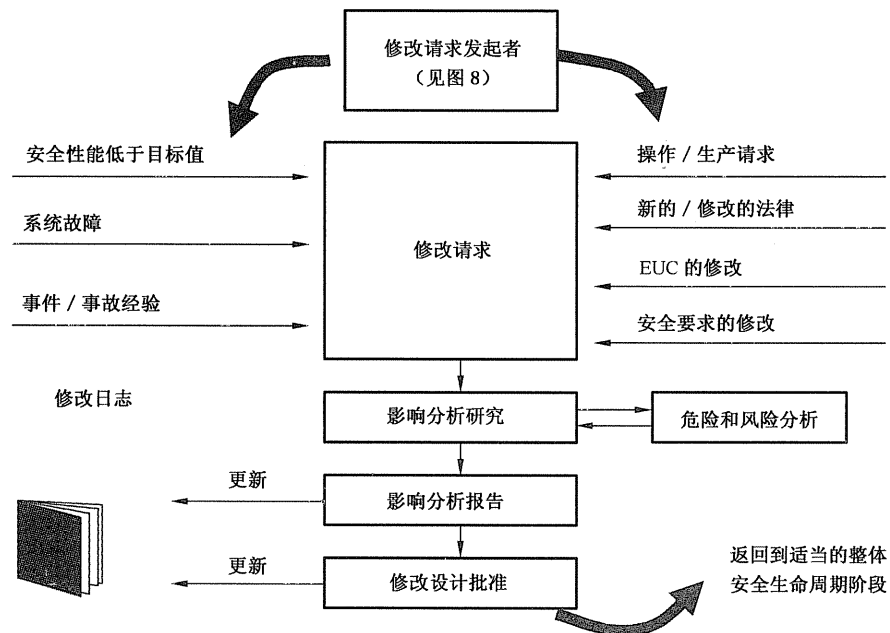 修改请求发起者
（见图 8）
安全性能低于目标值
操作 / 生产请求
系统故障
新的 / 修改的法律
修改请求
EUC 的修改
事件 / 事故经验
安全要求的修改
修改日志
影响分析研究
危险和风险分析
更新
影响分析报告
更新
修改设计批准
返回到适当的整体
安全生命周期阶段